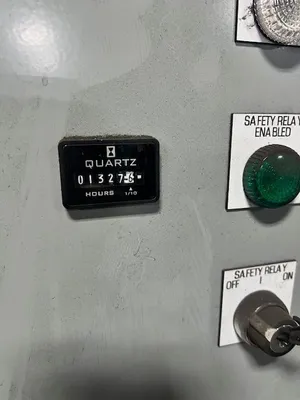 QUARTZ
01327
HOURS 1/10
SAFETY RELAY
ENABLED
SAFETY RELAY
OFF | ON